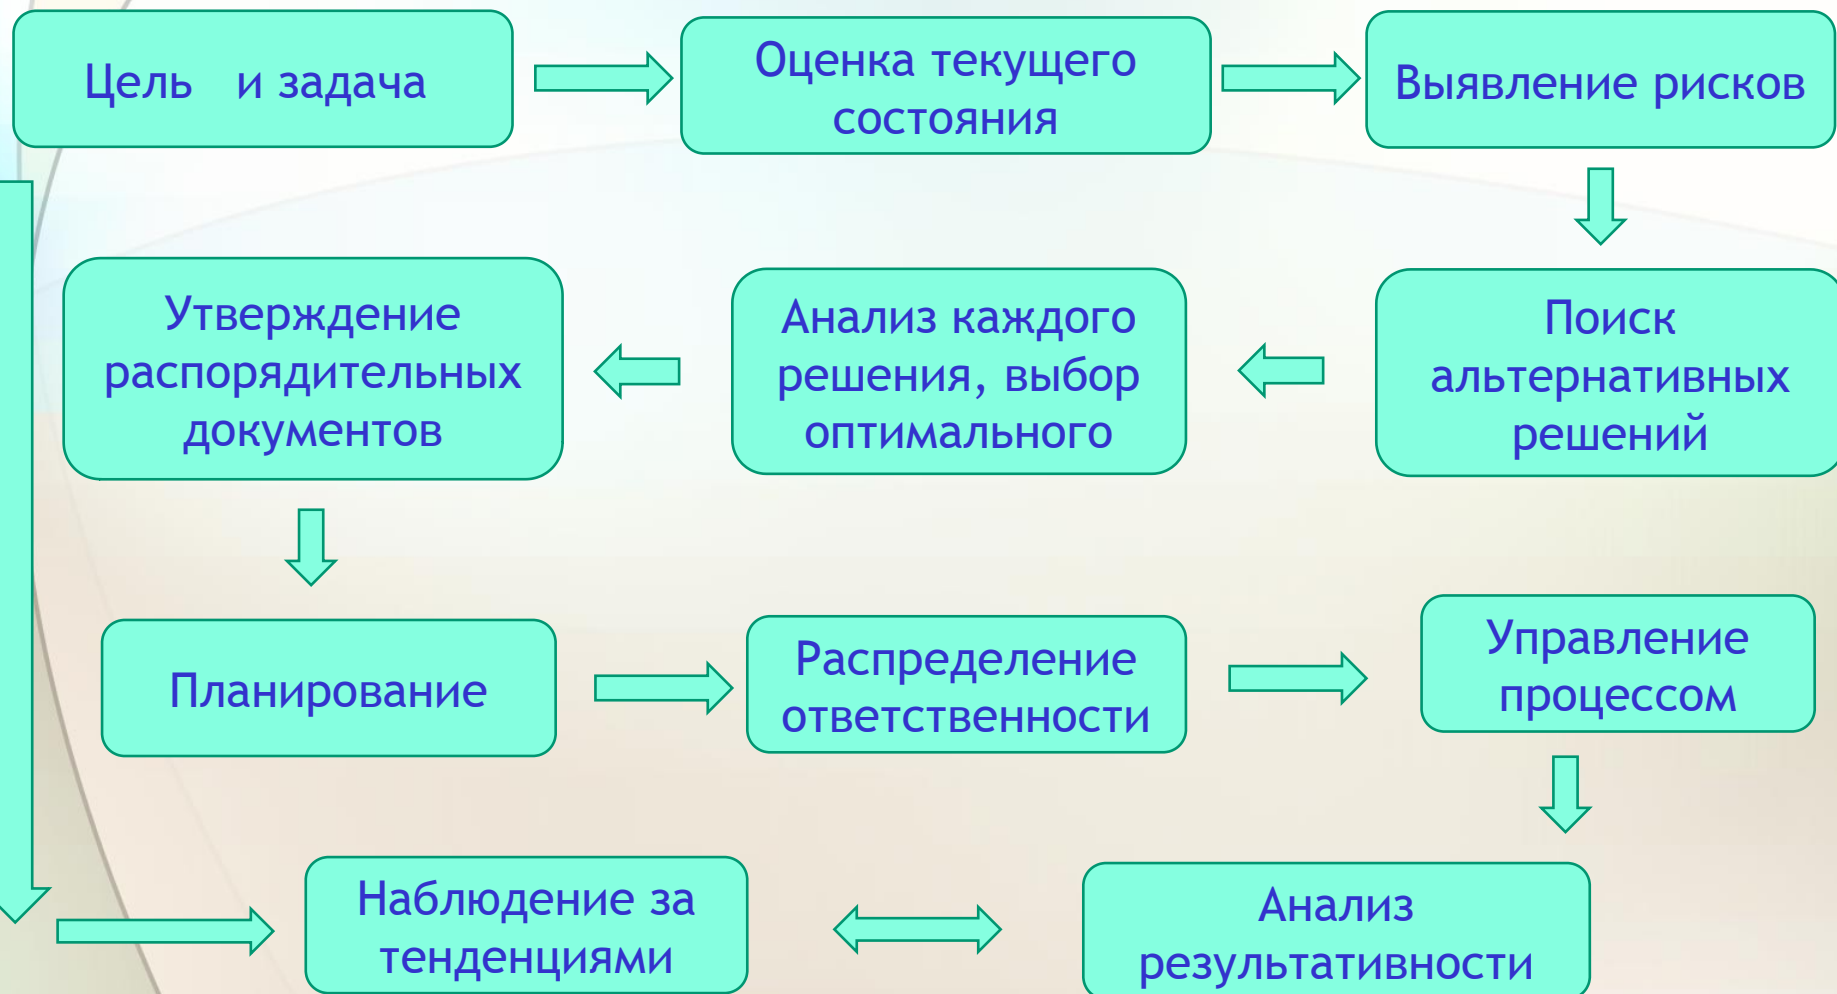 Цель и задача
Оценка текущего
состояния
Выявление рисков
Утверждение
распорядительных
документов
Анализ каждого
решения, выбор
оптимального
Поиск
альтернативных
решений
Планирование
Распределение
ответственности
Управление
процессом
Наблюдение за
тенденциями
Анализ
результативности